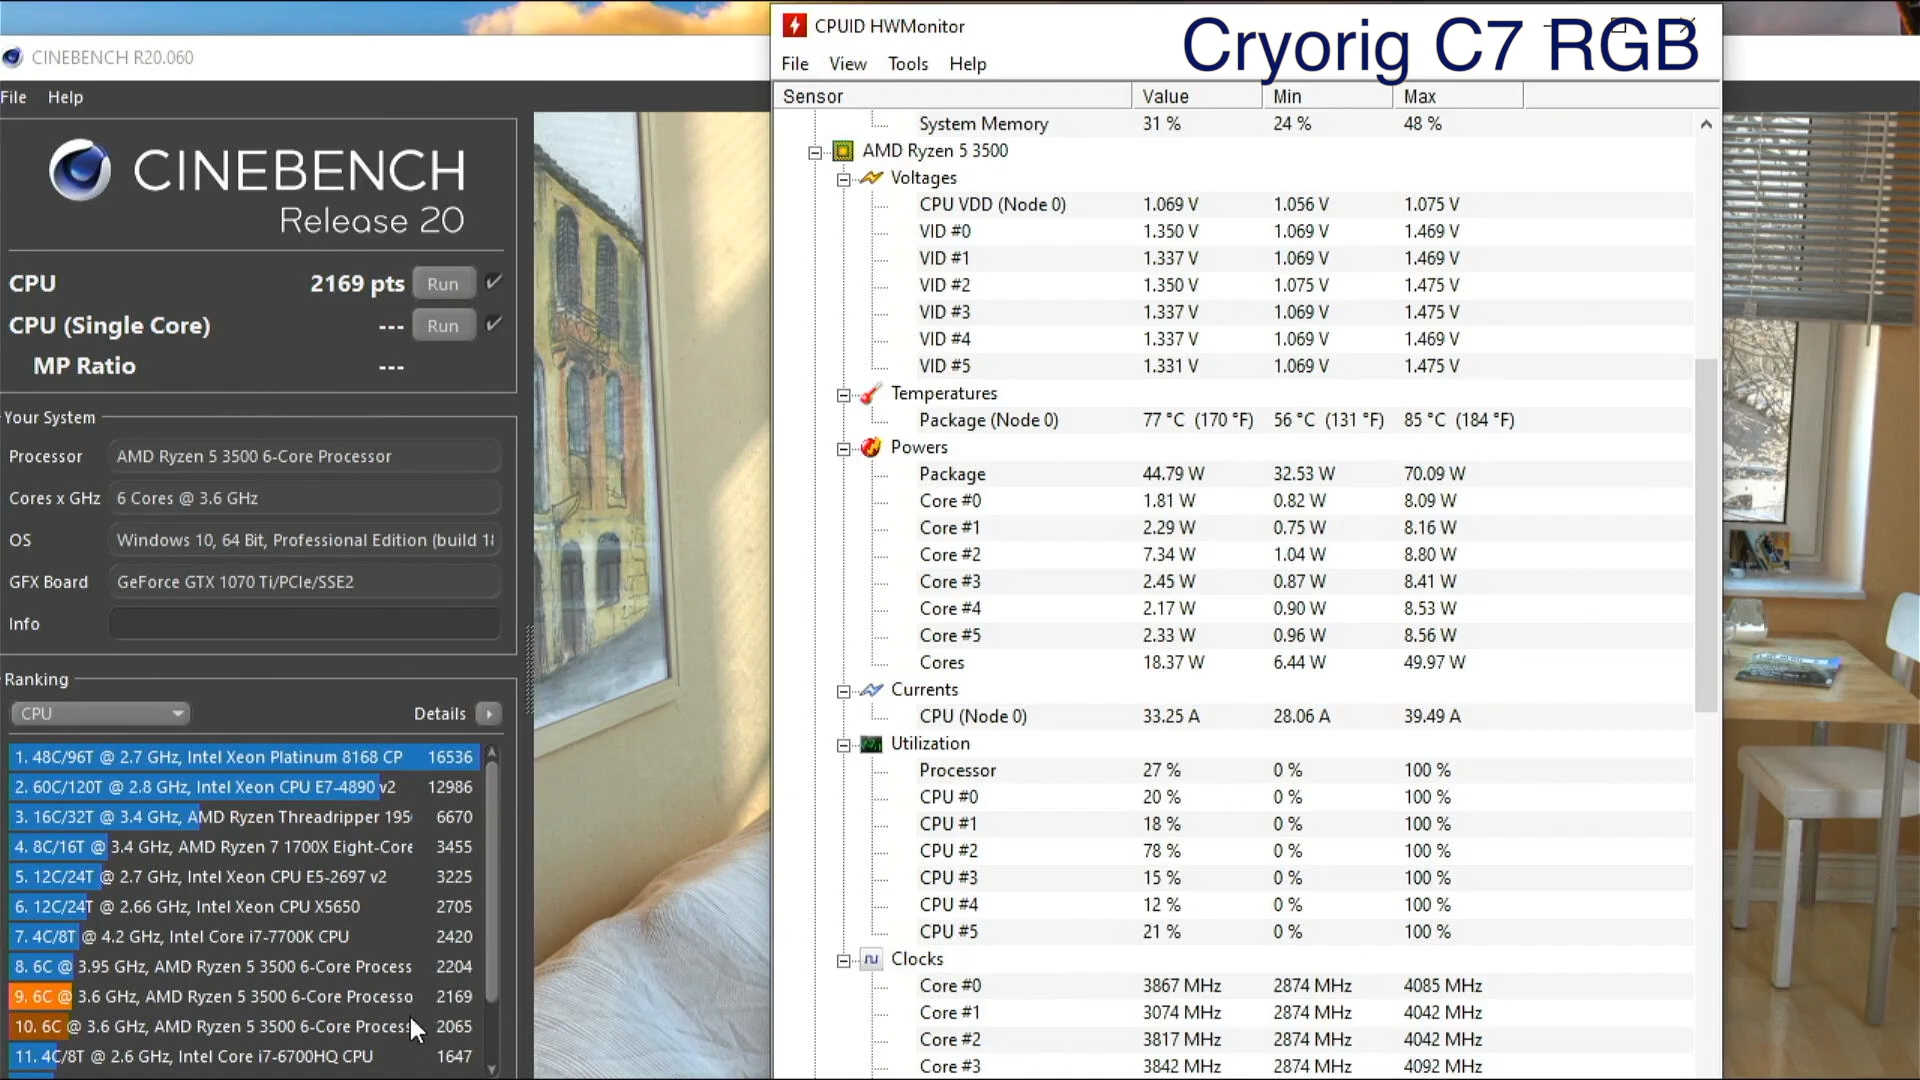 CINEBENCH R20.060
File Help
CINEBENCH
Release 20
CPU 2169 pts Run
CPU (Single Core) --- Run
MP Ratio ---
Your System
Processor AMD Ryzen 5 3500 6-Core Processor
Cores x GHz 6 Cores @ 3.6 GHz
OS Windows 10, 64 Bit, Professional Edition (build 18
GFX Board GeForce GTX 1070 Ti/PCIe/SSE2
Info
Ranking
CPU Details
1. 48C/96T @ 2.7 GHz, Intel Xeon Platinum 8168 CP 16536
2. 60C/120T @ 2.8 GHz, Intel Xeon CPU E7-4890 v2 12986
3. 16C/32T @ 3.4 GHz, AMD Ryzen Threadripper 195 6670
4. 8C/16T @ 3.4 GHz, AMD Ryzen 7 1700X Eight-Core 3455
5. 12C/24T @ 2.7 GHz, Intel Xeon CPU E5-2697 v2 3225
6. 12C/24T @ 2.66 GHz, Intel Xeon CPU X5650 2705
7. 4C/8T @ 4.2 GHz, Intel Core i7-7700K CPU 2420
8. 6C @ 3.95 GHz, AMD Ryzen 5 3500 6-Core Process 2204
9. 6C @ 3.6 GHz, AMD Ryzen 5 3500 6-Core Processo 2169
10. 6C @ 3.6 GHz, AMD Ryzen 5 3500 6-Core Process 2065
11. 4C/8T @ 2.6 GHz, Intel Core i7-6700HQ CPU 1647
CPUID HWMonitor
Cryorig C7 RGB
File View Tools Help
Sensor Value Min Max
System Memory 31 % 24 % 48 %
AMD Ryzen 5 3500
Voltages
CPU VDD (Node 0) 1.069 V 1.056 V 1.075 V
VID #0 1.350 V 1.069 V 1.469 V
VID #1 1.337 V 1.069 V 1.469 V
VID #2 1.350 V 1.075 V 1.475 V
VID #3 1.337 V 1.069 V 1.475 V
VID #4 1.337 V 1.069 V 1.469 V
VID #5 1.331 V 1.069 V 1.475 V
Temperatures
Package (Node 0) 77 °C (170 °F) 56 °C (131 °F) 85 °C (184 °F)
Powers
Package 44.79 W 32.53 W 70.09 W
Core #0 1.81 W 0.82 W 8.09 W
Core #1 2.29 W 0.75 W 8.16 W
Core #2 7.34 W 1.04 W 8.80 W
Core #3 2.45 W 0.87 W 8.41 W
Core #4 2.17 W 0.90 W 8.53 W
Core #5 2.33 W 0.96 W 8.56 W
Cores 18.37 W 6.44 W 49.97 W
Currents
CPU (Node 0) 33.25 A 28.06 A 39.49 A
Utilization
Processor 27 % 0 % 100 %
CPU #0 20 % 0 % 100 %
CPU #1 18 % 0 % 100 %
CPU #2 78 % 0 % 100 %
CPU #3 15 % 0 % 100 %
CPU #4 12 % 0 % 100 %
CPU #5 21 % 0 % 100 %
Clocks
Core #0 3867 MHz 2874 MHz 4085 MHz
Core #1 3074 MHz 2874 MHz 4042 MHz
Core #2 3817 MHz 2874 MHz 4042 MHz
Core #3 3842 MHz 2874 MHz 4092 MHz